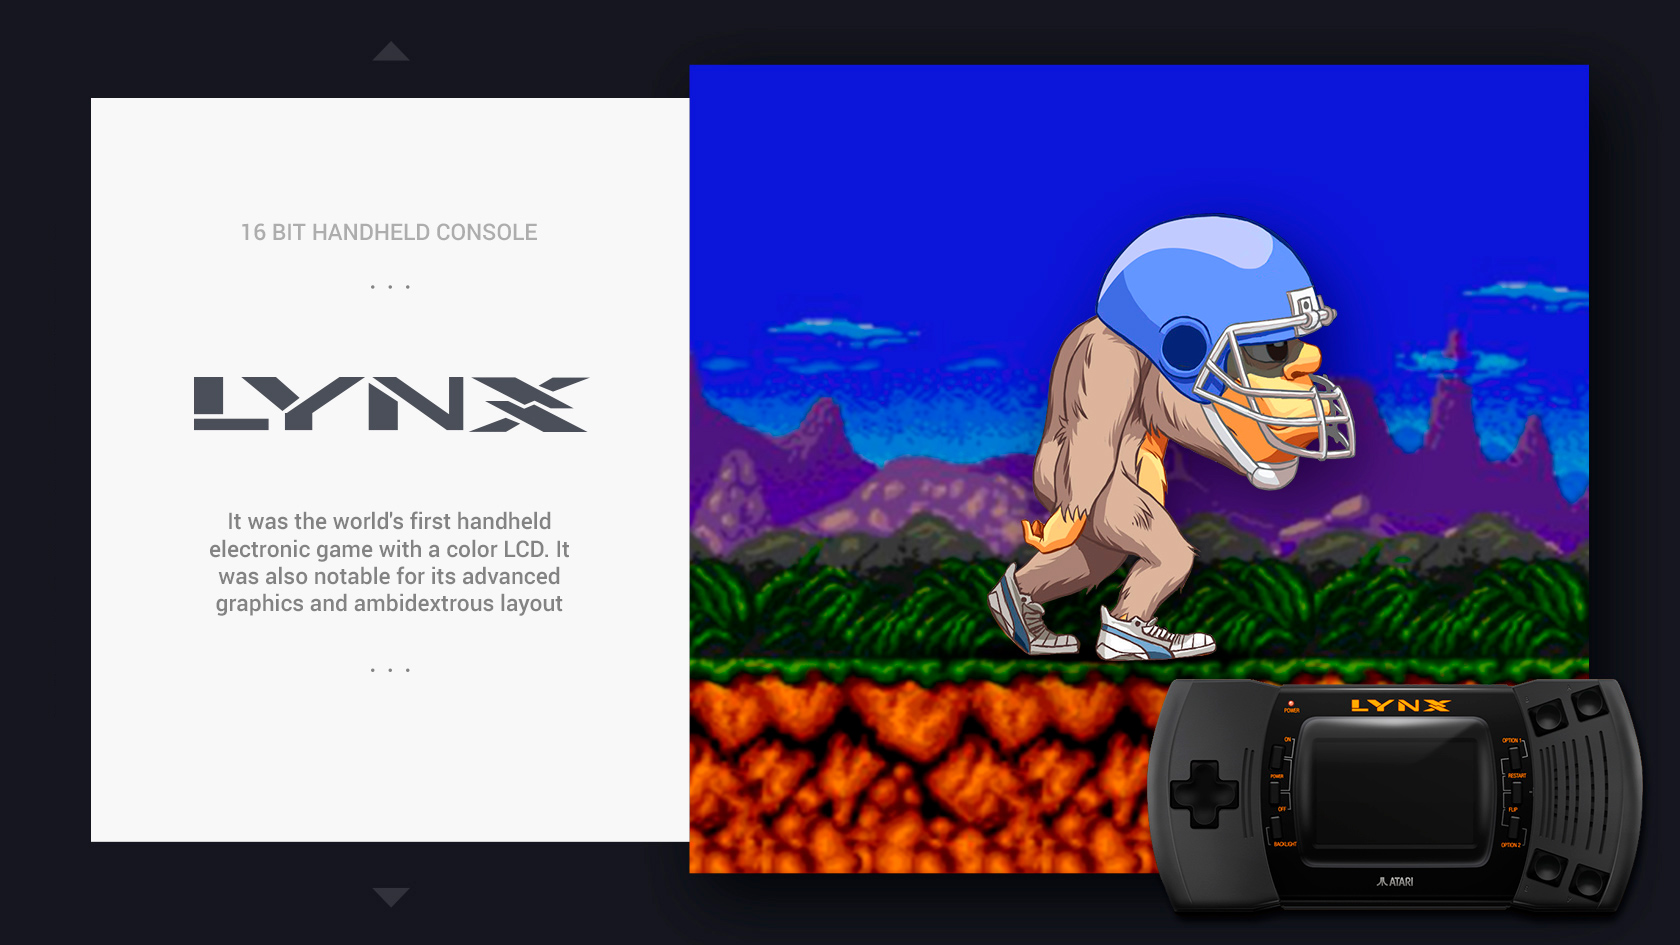 16 BIT HANDHELD CONSOLE
. . .
LYNX
It was the world's first handheld
electronic game with a color LCD. It
was also notable for its advanced
graphics and ambidextrous layout
. . .
POWER
LYNX
ON
POWER
OFF
BACKLIGHT
OPTION 1
RESTART
FLIP
OPTION 2
ATARI